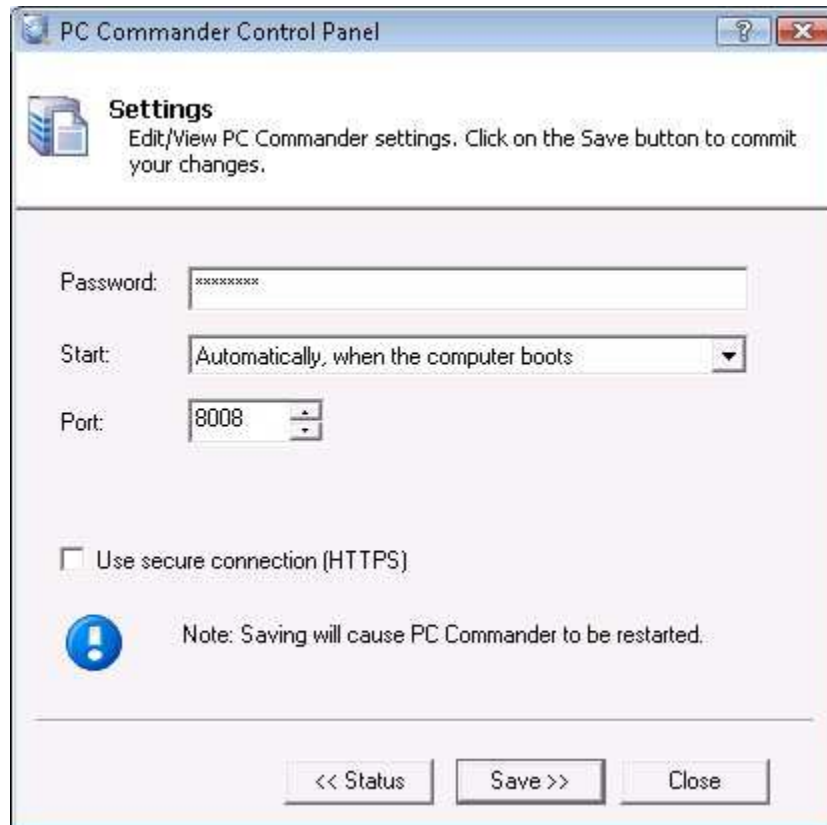 PC Commander Control Panel
Settings
Edit/View PC Commander settings. Click on the Save button to commit
your changes.
Password: ********
Start: Automatically, when the computer boots
Port: 8008
Use secure connection (HTTPS)
Note: Saving will cause PC Commander to be restarted.
<< Status Save >> Close